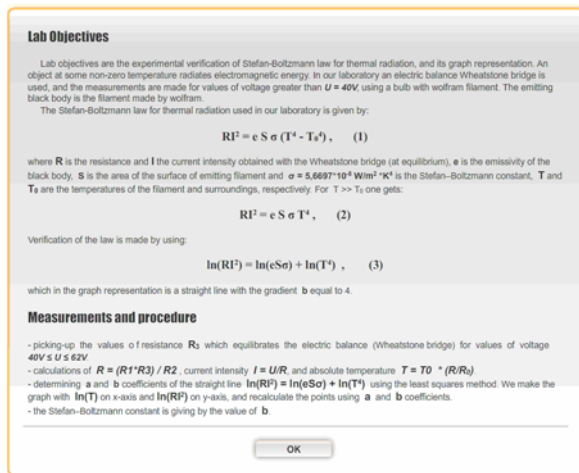 Lab Objectives
Lab objectives are the experimental verification of Stefan-Boltzmann law for thermal radiation, and its graph representation. An
object at some non-zero temperature radiates electromagnetic energy. In our laboratory an electric balance Wheatstone bridge is
used, and the measurements are made for values of voltage greater than U = 40V, using a bulb with wolfram filament. The emitting
black body is the filament made by wolfram.
The Stefan-Boltzmann law for thermal radiation used in our laboratory is given by:
RI² = e S σ (T⁴ - T₀⁴) , (1)
where R is the resistance and I the current intensity obtained with the Wheatstone bridge (at equilibrium), e is the emissivity of the
black body, S is the area of the surface of emitting filament and σ = 5,6697*10⁻⁸ W/m² *K⁴ is the Stefan–Boltzmann constant, T and
T₀ are the temperatures of the filament and surroundings, respectively. For T >> T₀ one gets:
RI² = e S σ T⁴ , (2)
Verification of the law is made by using:
ln(RI²) = ln(eSσ) + ln(T⁴) , (3)
which in the graph representation is a straight line with the gradient b equal to 4.
Measurements and procedure
- picking-up the values of resistance R₃ which equilibrates the electric balance (Wheatstone bridge) for values of voltage
40V ≤ U ≤ 62V.
- calculations of R = (R1*R3) / R2 , current intensity I = U/R, and absolute temperature T = T0 * (R/R₀)
- determining a and b coefficients of the straight line ln(RI²) = ln(eSσ) + ln(T⁴) using the least squares method. We make the
graph with ln(T) on x-axis and ln(RI²) on y-axis, and recalculate the points using a and b coefficients.
- the Stefan–Boltzmann constant is giving by the value of b.
OK